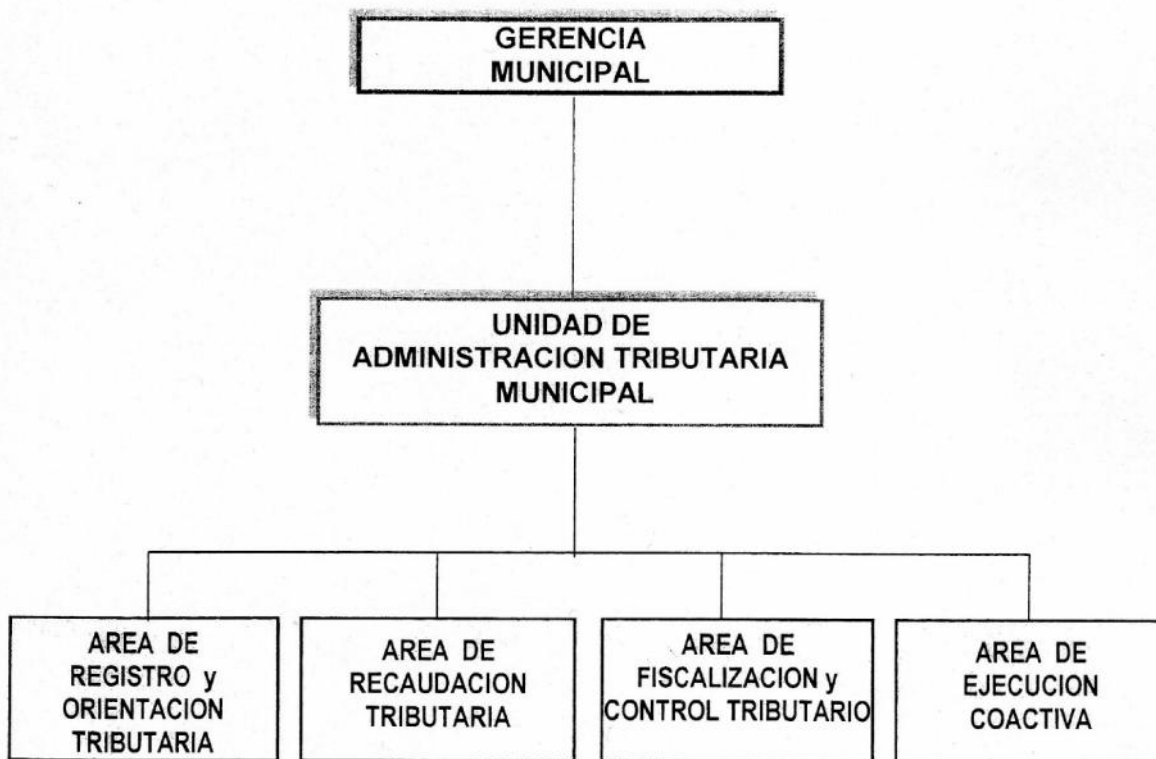 GERENCIA
MUNICIPAL
UNIDAD DE
ADMINISTRACION TRIBUTARIA
MUNICIPAL
AREA DE
REGISTRO y
ORIENTACION
TRIBUTARIA
AREA DE
RECAUDACION
TRIBUTARIA
AREA DE
FISCALIZACION y
CONTROL TRIBUTARIO
AREA DE
EJECUCION
COACTIVA